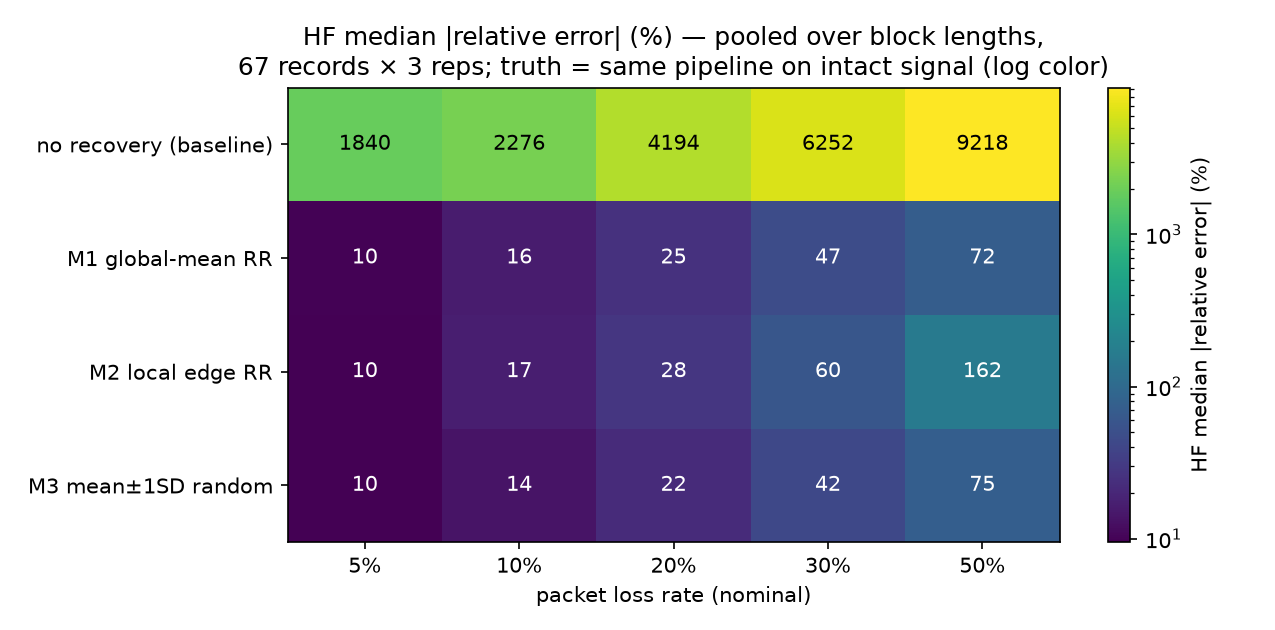 HF median |relative error| (%) — pooled over block lengths,
67 records × 3 reps; truth = same pipeline on intact signal (log color)
no recovery (baseline) 1840 2276 4194 6252 9218
M1 global-mean RR 10 16 25 47 72
M2 local edge RR 10 17 28 60 162
M3 mean±1SD random 10 14 22 42 75
5% 10% 20% 30% 50%
packet loss rate (nominal)
10³
10²
10¹
HF median |relative error| (%)